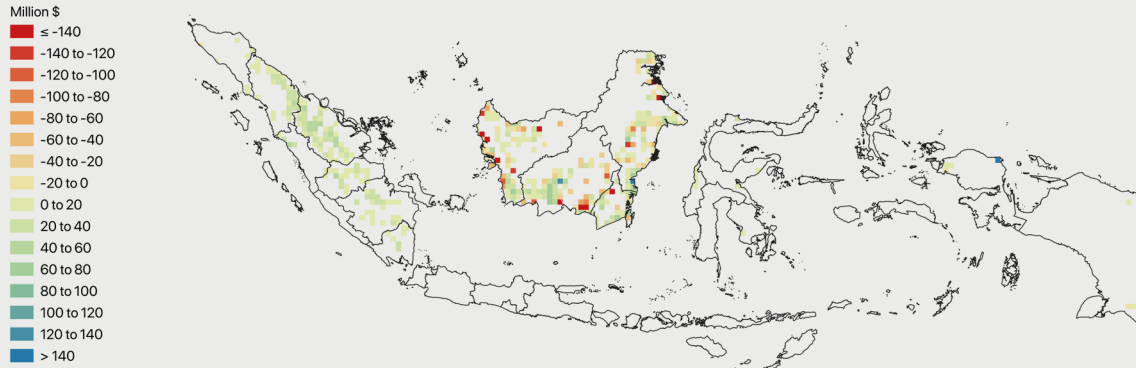 Million $
≤ -140
-140 to -120
-120 to -100
-100 to -80
-80 to -60
-60 to -40
-40 to -20
-20 to 0
0 to 20
20 to 40
40 to 60
60 to 80
80 to 100
100 to 120
120 to 140
> 140